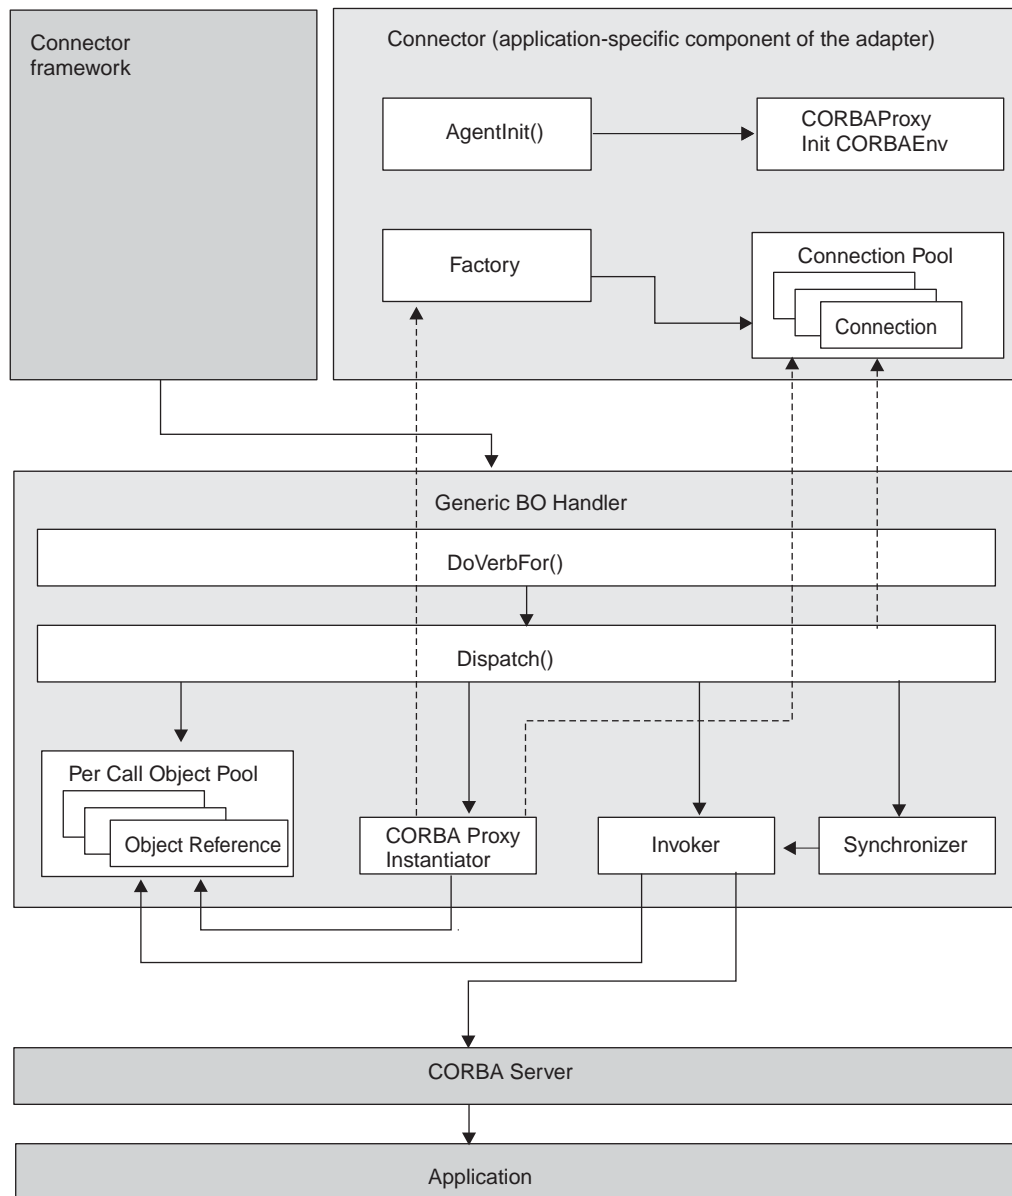 Connector
framework
Connector (application-specific component of the adapter)
AgentInit()
CORBAProxy
Init CORBAEnv
Factory
Connection Pool
Connection
Generic BO Handler
DoVerbFor()
Dispatch()
Per Call Object Pool
Object Reference
CORBA Proxy
Instantiator
Invoker
Synchronizer
CORBA Server
Application